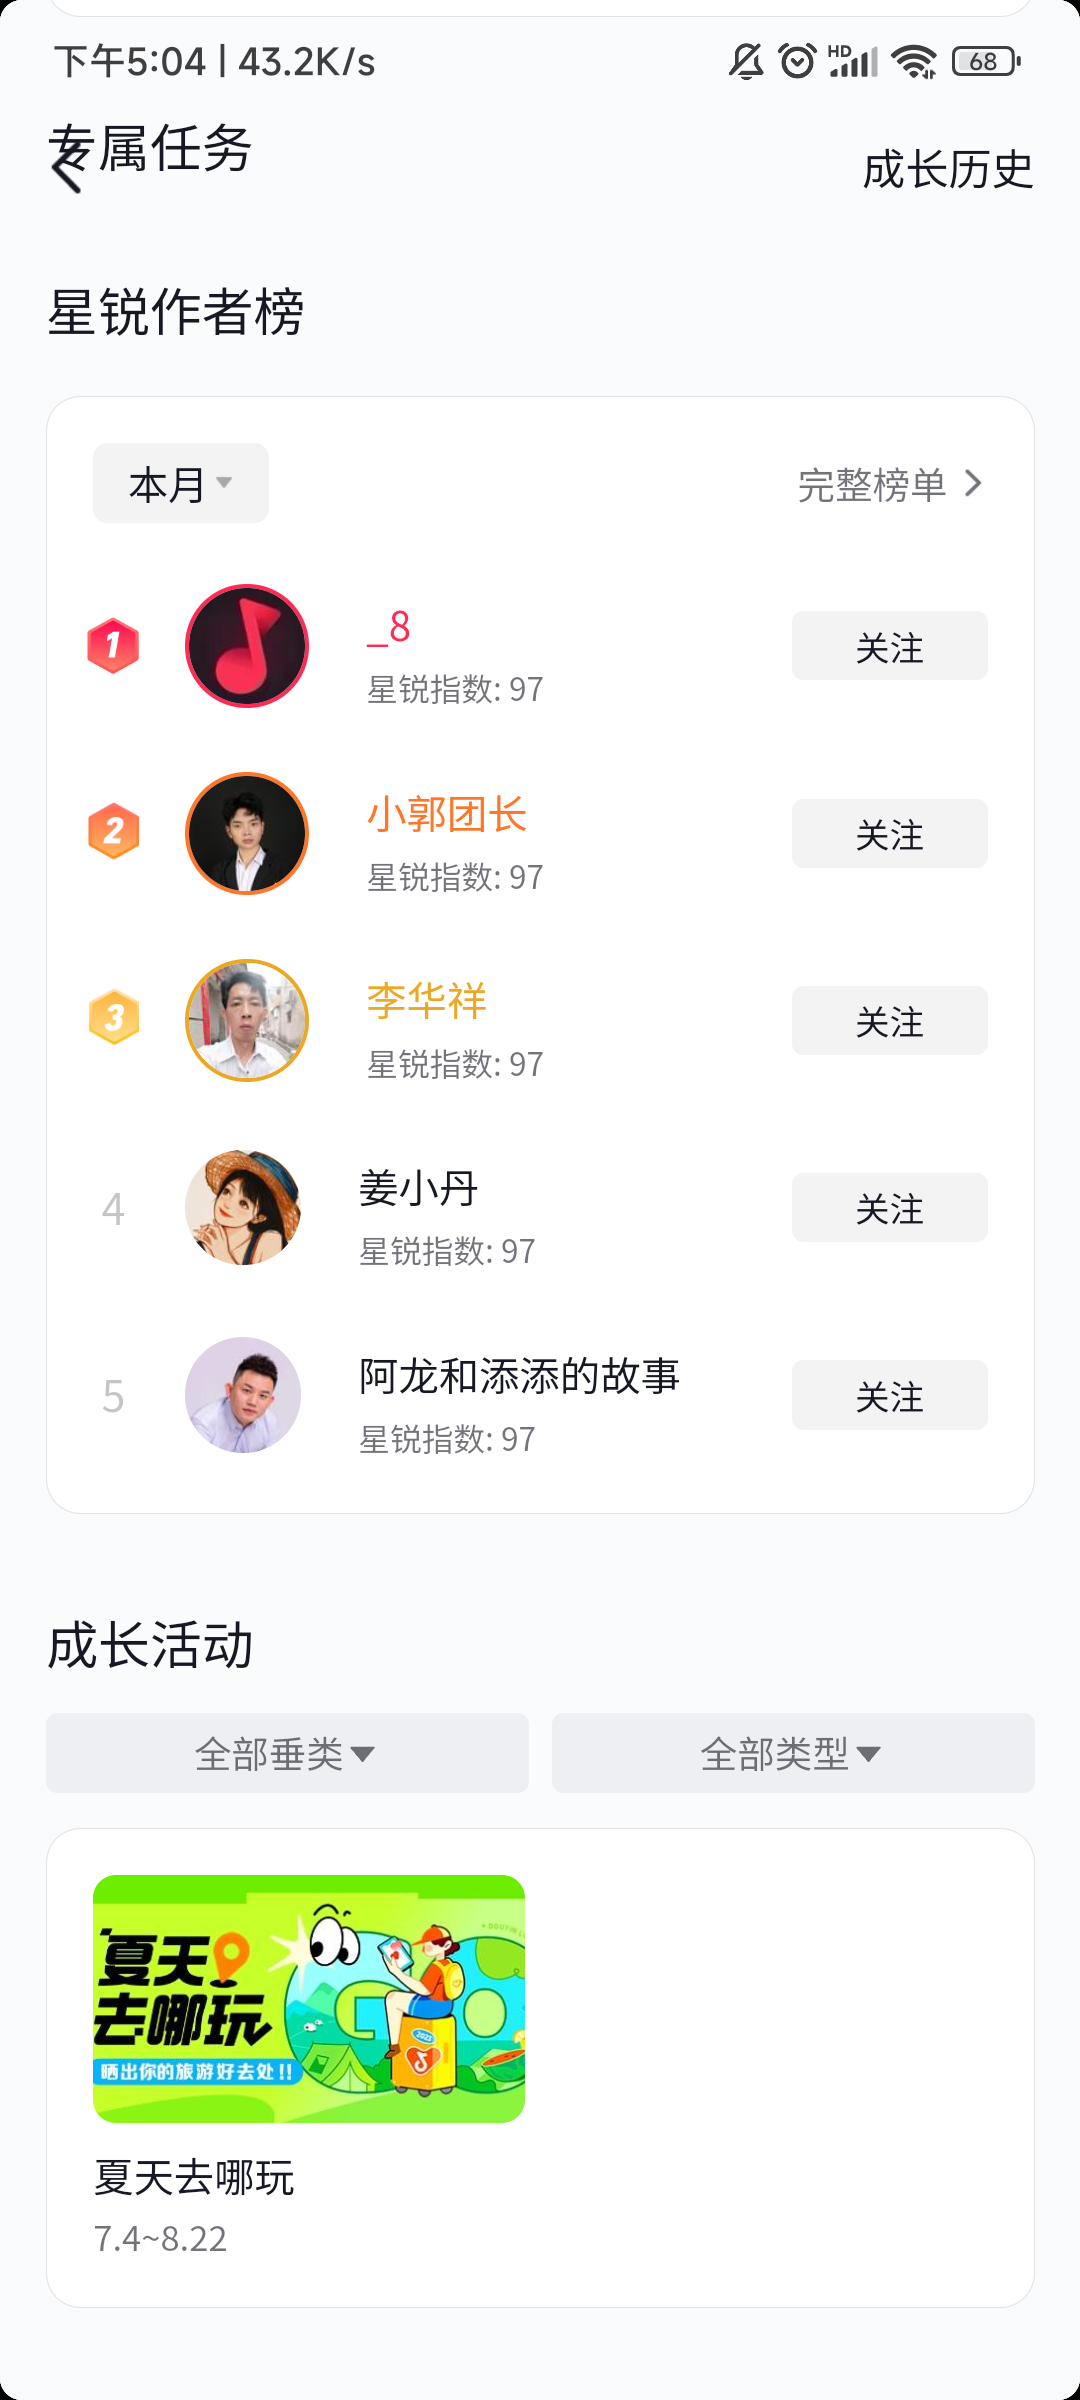 下午5:04 | 43.2K/s
HD
68
专属任务
成长历史
星锐作者榜
本月
完整榜单
1
_8
星锐指数: 97
关注
2
小郭团长
星锐指数: 97
关注
3
李华祥
星锐指数: 97
关注
4
姜小丹
星锐指数: 97
关注
5
阿龙和添添的故事
星锐指数: 97
关注
成长活动
全部垂类
全部类型
夏天
去哪玩
晒出你的旅游好去处!!
GO
夏天去哪玩
7.4~8.22